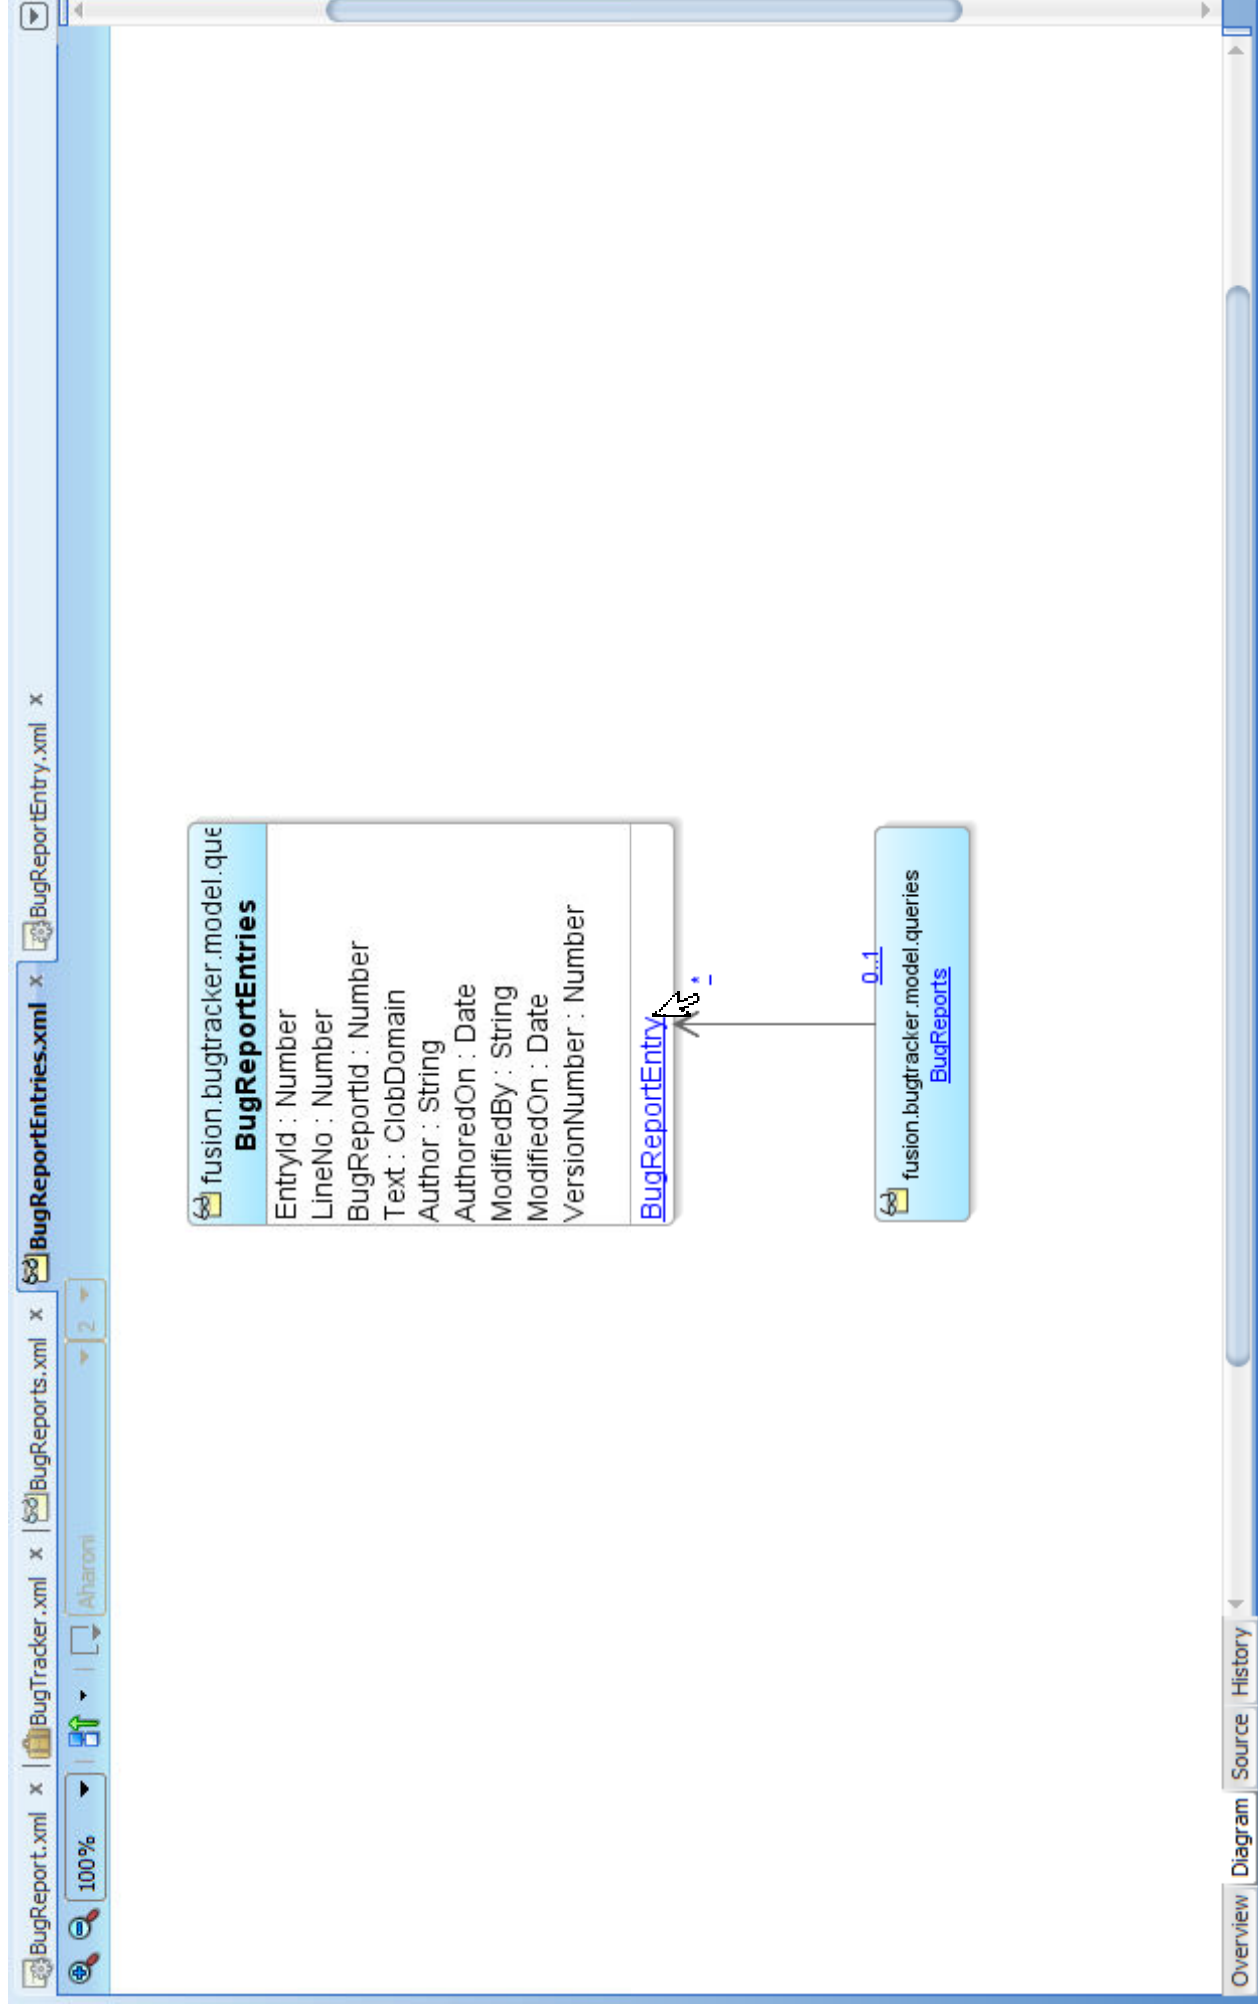 BugReport.xml
BugTracker.xml
BugReports.xml
BugReportEntries.xml
BugReportEntry.xml
100%
Aharoni
2
fusion.bugtracker.model.que
BugReportEntries
EntryId : Number
LineNo : Number
BugReportId : Number
Text : ClobDomain
Author : String
AuthoredOn : Date
ModifiedBy : String
ModifiedOn : Date
VersionNumber : Number
BugReportEntry
*
0..1
fusion.bugtracker.model.queries
BugReports
Overview
Diagram
Source
History